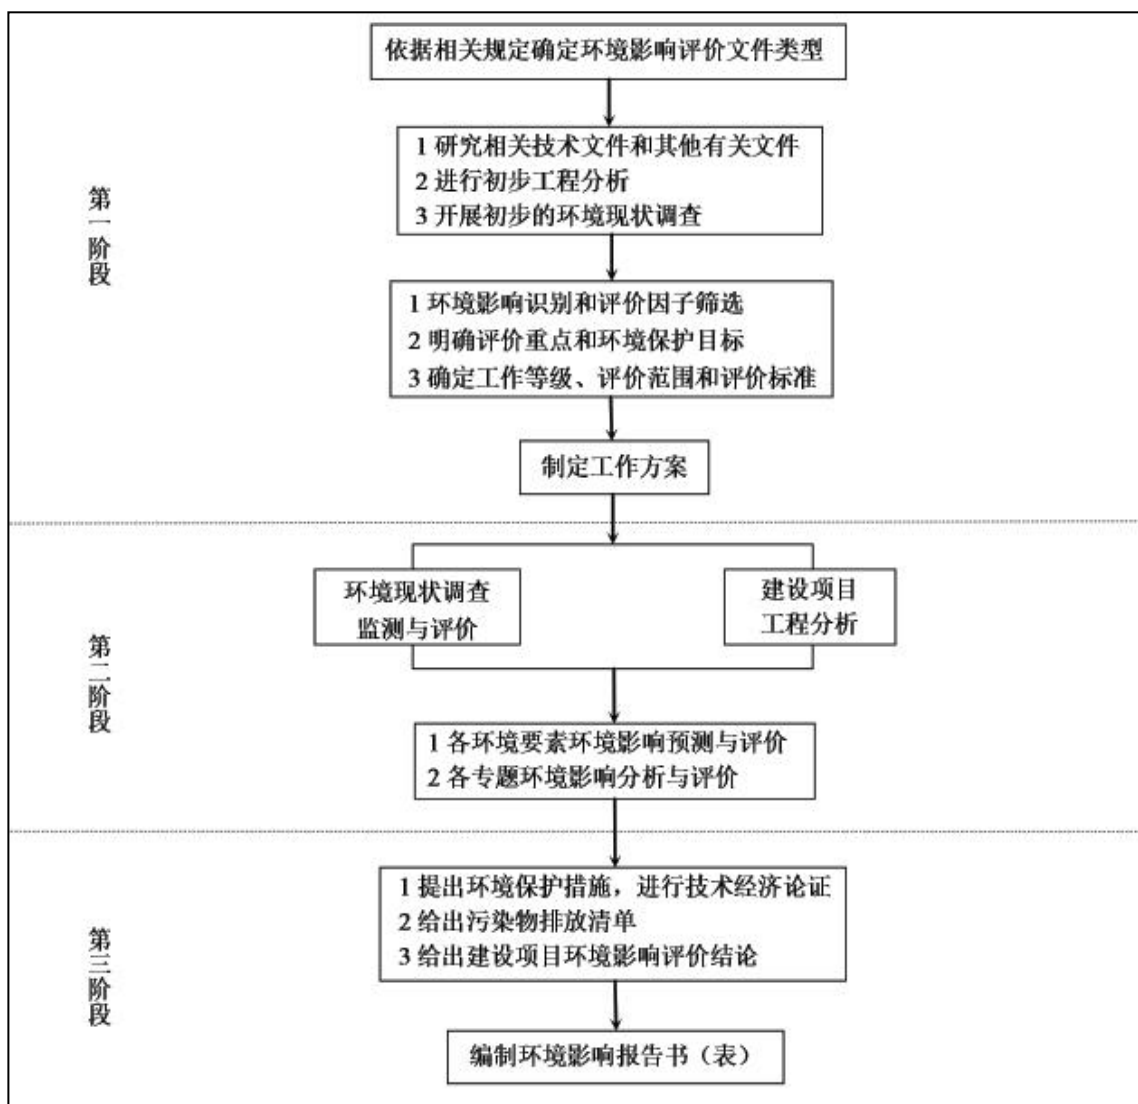 依据相关规定确定环境影响评价文件类型
1 研究相关技术文件和其他有关文件
2 进行初步工程分析
3 开展初步的环境现状调查
第一阶段
1 环境影响识别和评价因子筛选
2 明确评价重点和环境保护目标
3 确定工作等级、评价范围和评价标准
制定工作方案
环境现状调查
监测与评价
建设项目
工程分析
第二阶段
1 各环境要素环境影响预测与评价
2 各专题环境影响分析与评价
1 提出环境保护措施，进行技术经济论证
2 给出污染物排放清单
3 给出建设项目环境影响评价结论
第三阶段
编制环境影响报告书（表）